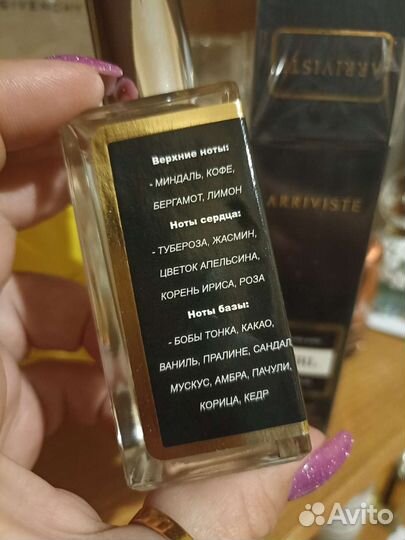 GIVENCHY
ARRIVISTE
ARRIVISTE
Верхние ноты:
- МИНДАЛЬ, КОФЕ,
БЕРГАМОТ, ЛИМОН
Ноты сердца:
- ТУБЕРОЗА, ЖАСМИН,
ЦВЕТОК АПЕЛЬСИНА,
КОРЕНЬ ИРИСА, РОЗА
Ноты базы:
- БОБЫ ТОНКА, КАКАО,
ВАНИЛЬ, ПРАЛИНЕ, САНДАЛ,
МУСКУС, АМБРА, ПАЧУЛИ,
КОРИЦА, КЕДР
Avito